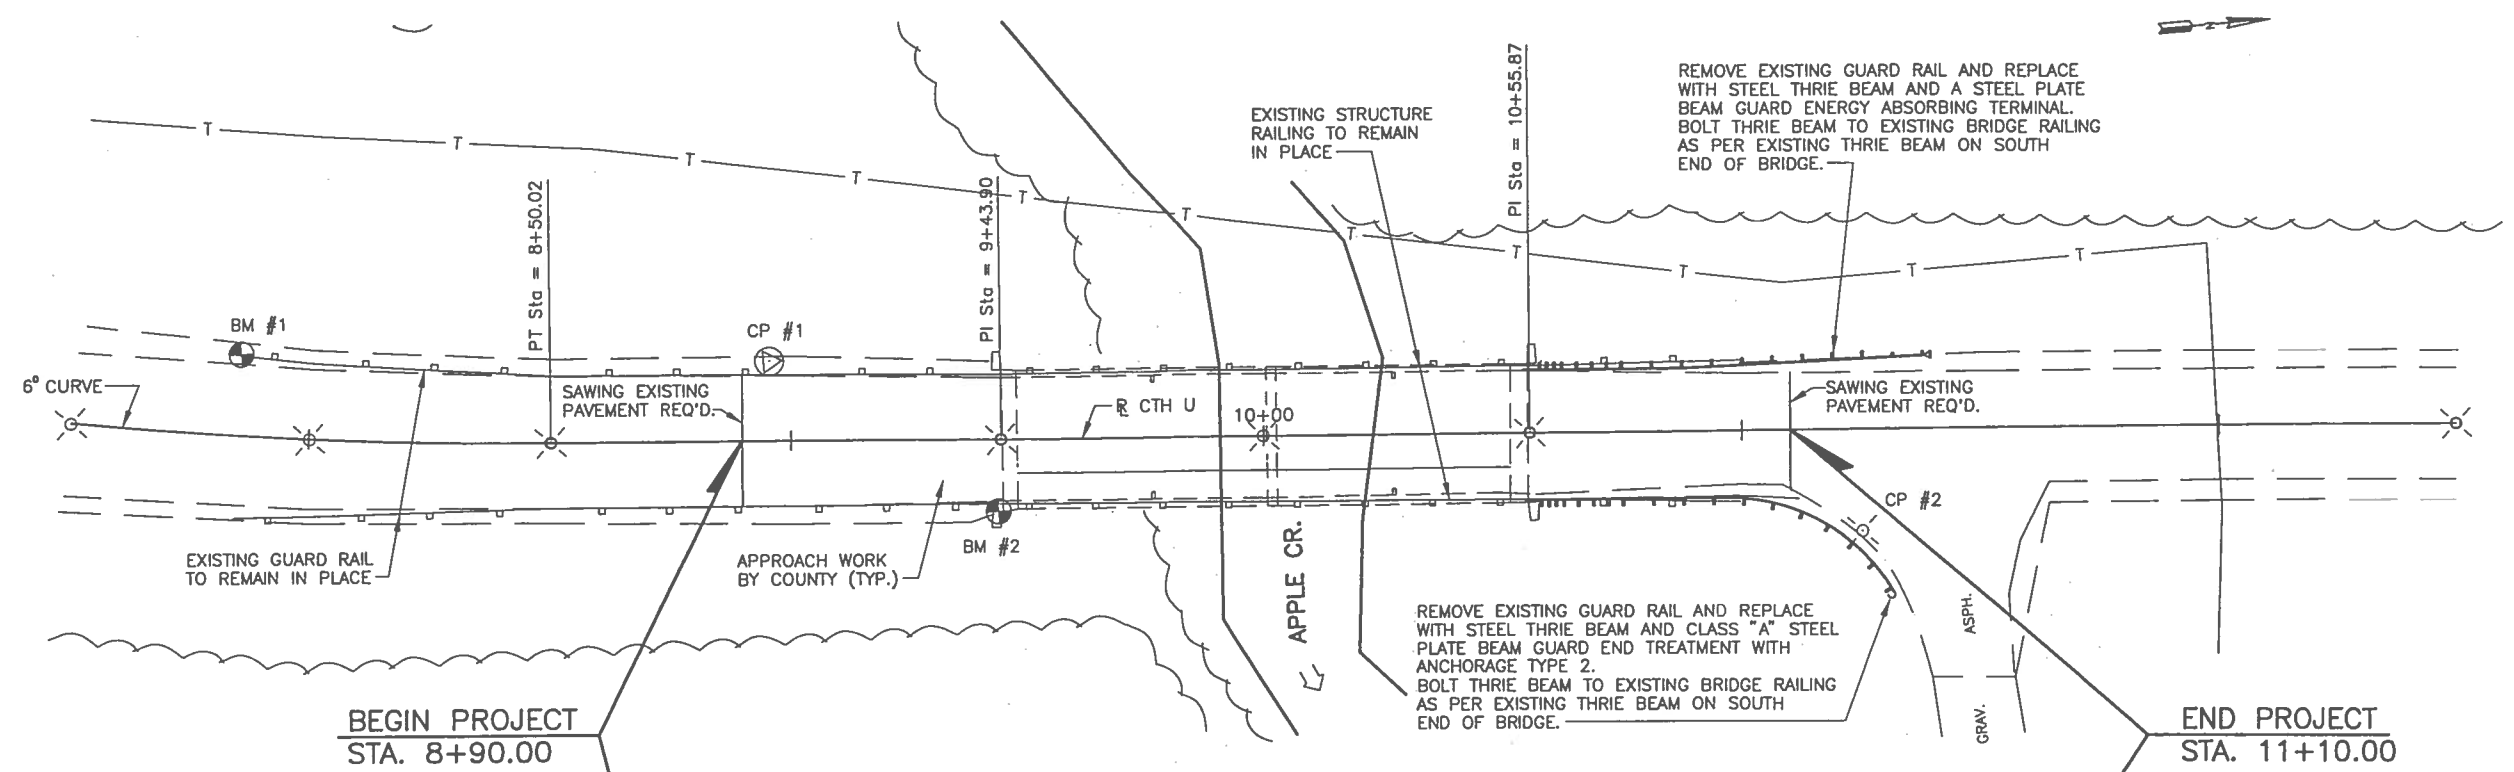 N
REMOVE EXISTING GUARD RAIL AND REPLACE
WITH STEEL THRIE BEAM AND A STEEL PLATE
BEAM GUARD ENERGY ABSORBING TERMINAL.
BOLT THRIE BEAM TO EXISTING BRIDGE RAILING
AS PER EXISTING THRIE BEAM ON SOUTH
END OF BRIDGE.
EXISTING STRUCTURE
RAILING TO REMAIN
IN PLACE
PT Sta = 8+50.02
PI Sta = 9+43.90
PI Sta = 10+55.87
T T T T T T T T T T T
BM #1
CP #1
6° CURVE
SAWING EXISTING
PAVEMENT REQ'D.
RL CTH U
10+00
SAWING EXISTING
PAVEMENT REQ'D.
CP #2
EXISTING GUARD RAIL
TO REMAIN IN PLACE
APPROACH WORK
BY COUNTY (TYP.)
BM #2
APPLE CR.
REMOVE EXISTING GUARD RAIL AND REPLACE
WITH STEEL THRIE BEAM AND CLASS "A" STEEL
PLATE BEAM GUARD END TREATMENT WITH
ANCHORAGE TYPE 2.
BOLT THRIE BEAM TO EXISTING BRIDGE RAILING
AS PER EXISTING THRIE BEAM ON SOUTH
END OF BRIDGE.
ASPH.
GRAV.
BEGIN PROJECT
STA. 8+90.00
END PROJECT
STA. 11+10.00